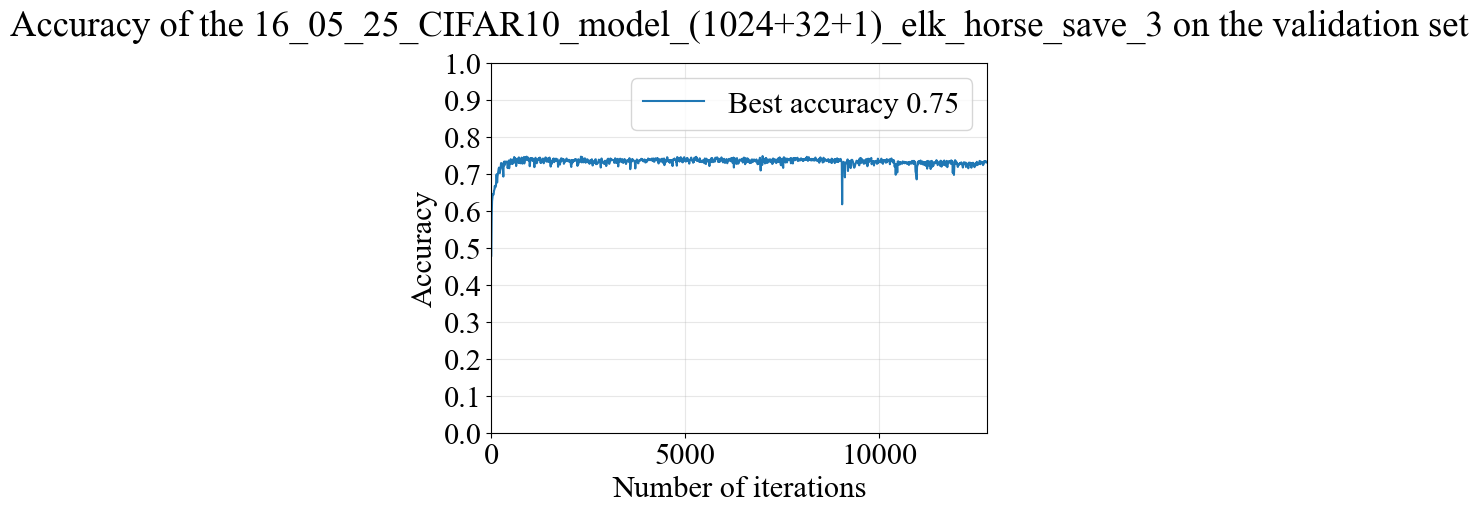 Accuracy of the 16_05_25_CIFAR10_model_(1024+32+1)_elk_horse_save_3 on the validation set
Best accuracy 0.75
1.0
0.9
0.8
0.7
0.6
0.5
0.4
0.3
0.2
0.1
0.0
Accuracy
0 5000 10000
Number of iterations